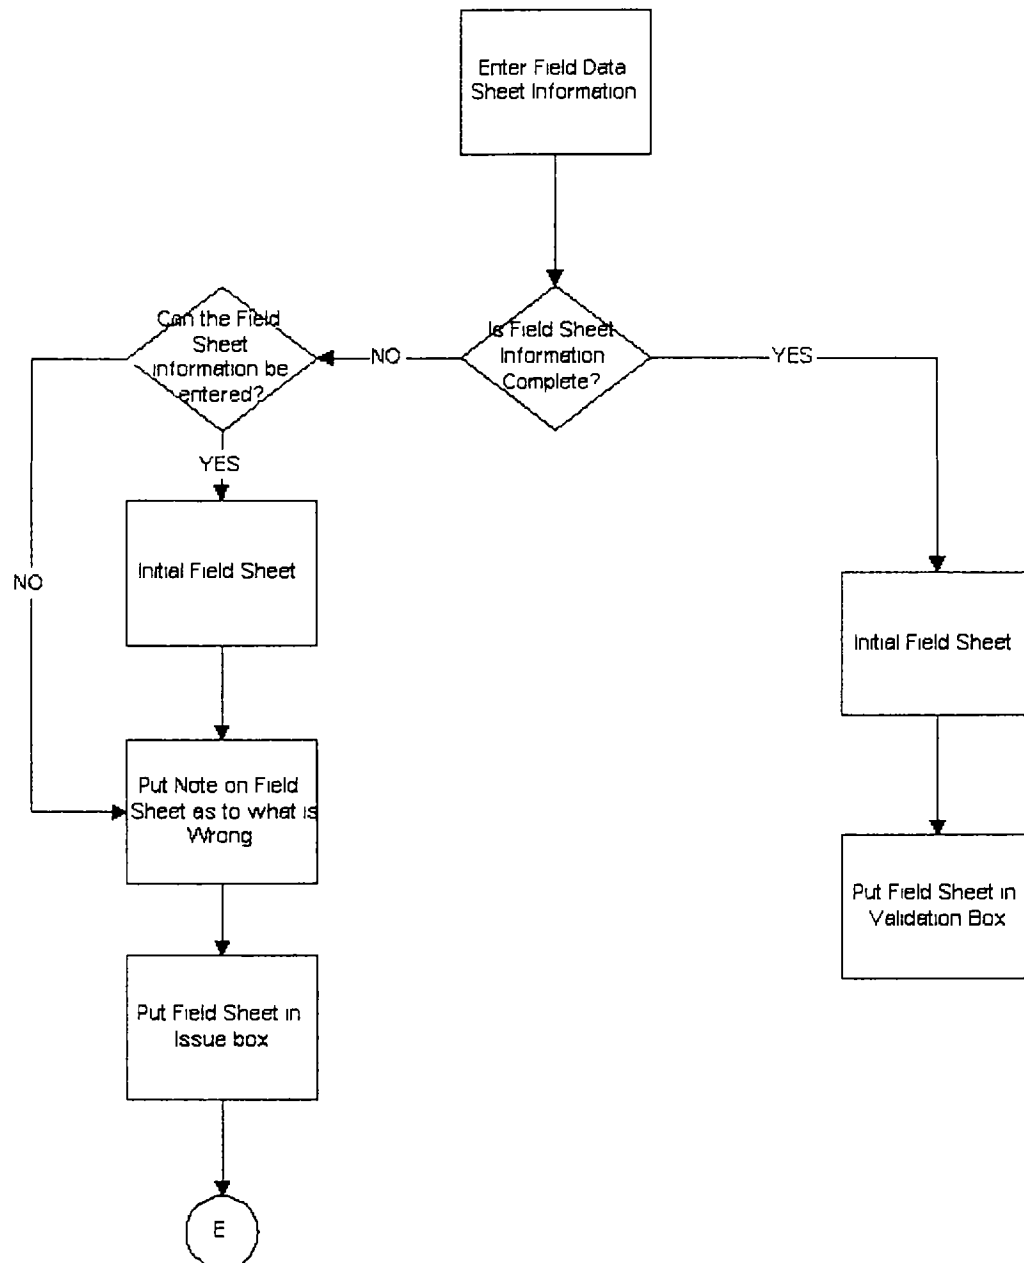 Enter Field Data
Sheet Information
Can the Field
Sheet
information be
entered?
NO
Is Field Sheet
Information
Complete?
YES
YES
Initial Field Sheet
NO
Initial Field Sheet
Put Note on Field
Sheet as to what is
Wrong
Put Field Sheet in
Validation Box
Put Field Sheet in
Issue box
E